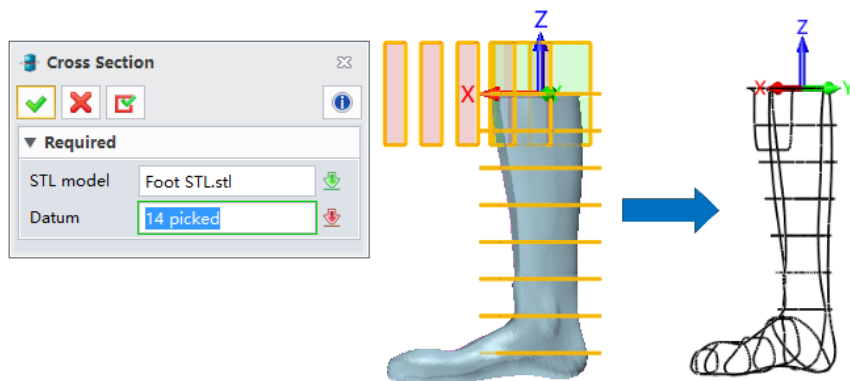 Cross Section
Required
STL model
Foot STL.stl
Datum
14 picked
Z
X
Y
Z
X
Y